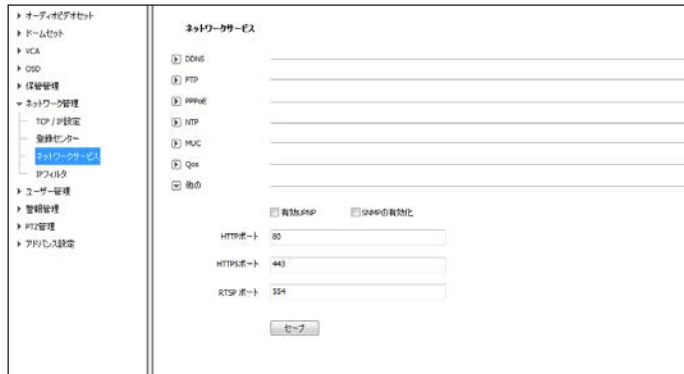 オーディオビデオセット
ドームセット
VCA
OSD
保管管理
ネットワーク管理
TCP / IP設定
登録センター
ネットワークサービス
IPフィルタ
ユーザー管理
警報管理
PTZ管理
アドバンス設定
ネットワークサービス
DDNS
FTP
PPPoE
NTP
MUC
Qos
他の
有効UPNP
SNMPの有効化
HTTPポート 80
HTTPSポート 443
RTSP ポート 554
セーブ